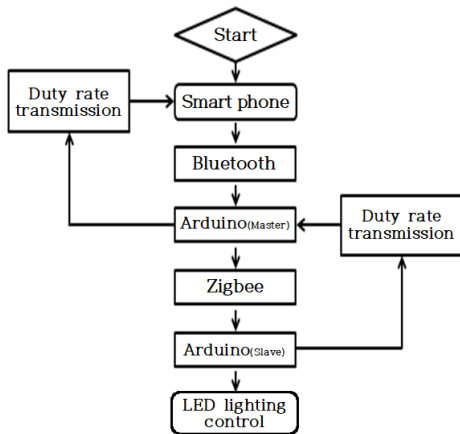 Start
Duty rate
transmission
Smart phone
Bluetooth
Arduino(Master)
Duty rate
transmission
Zigbee
Arduino(Slave)
LED lighting
control